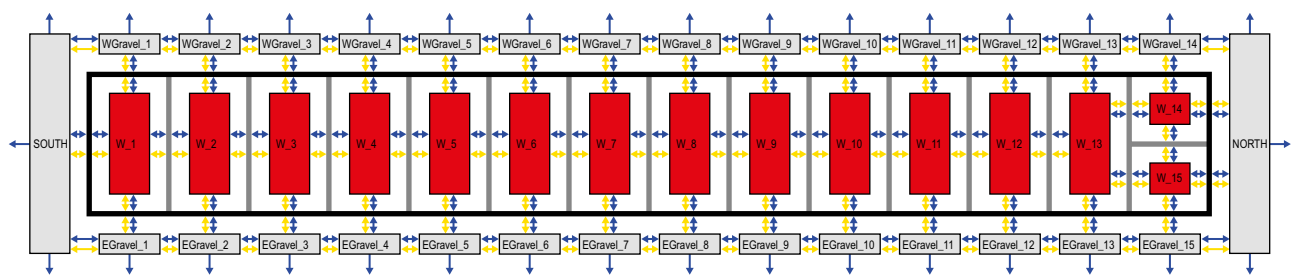 WGravel_1 WGravel_2 WGravel_3 WGravel_4 WGravel_5 WGravel_6 WGravel_7 WGravel_8 WGravel_9 WGravel_10 WGravel_11 WGravel_12 WGravel_13 WGravel_14
W_14
SOUTH W_1 W_2 W_3 W_4 W_5 W_6 W_7 W_8 W_9 W_10 W_11 W_12 W_13 NORTH
W_15
EGravel_1 EGravel_2 EGravel_3 EGravel_4 EGravel_5 EGravel_6 EGravel_7 EGravel_8 EGravel_9 EGravel_10 EGravel_11 EGravel_12 EGravel_13 EGravel_15